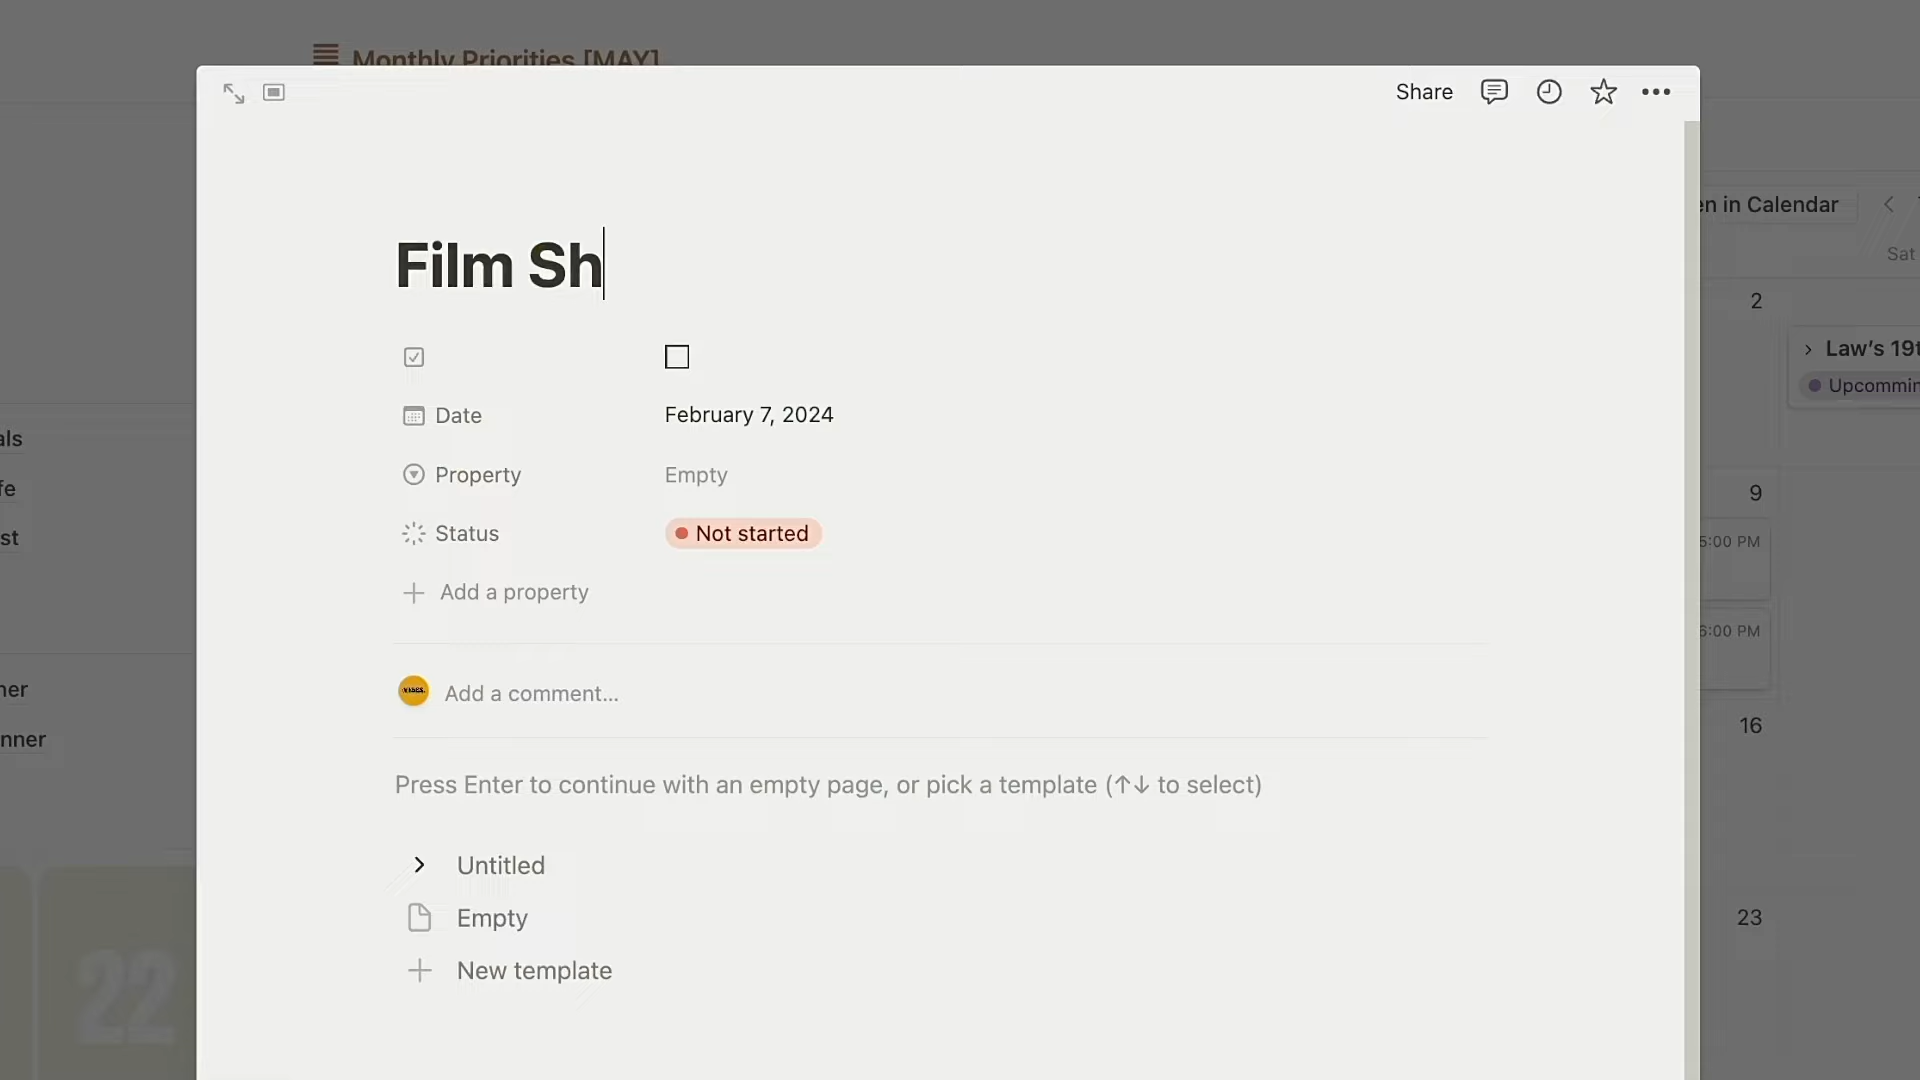 Monthly Priorities [MAY]
Share
en in Calendar
Sat
Film Sh
2
Law’s 19t
Date
February 7, 2024
Upcommin
als
Property
Empty
fe
9
Status
Not started
st
5:00 PM
Add a property
6:00 PM
ner
Add a comment...
nner
16
Press Enter to continue with an empty page, or pick a template (↑↓ to select)
Untitled
Empty
23
New template
22